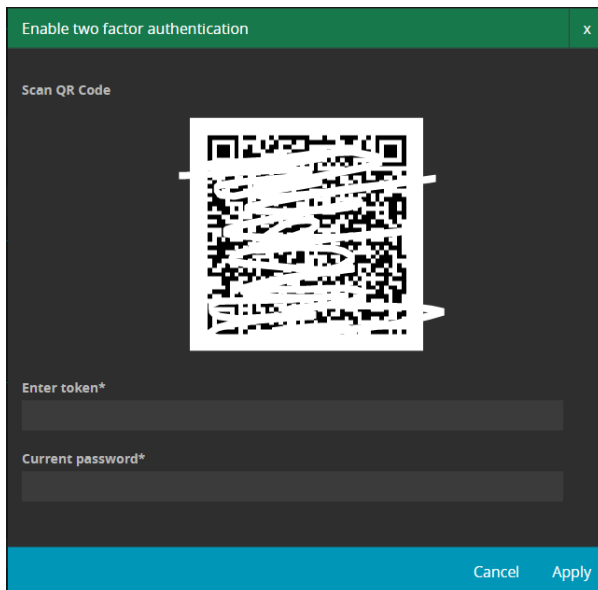 Enable two factor authentication
x
Scan QR Code
Enter token*
Current password*
Cancel Apply